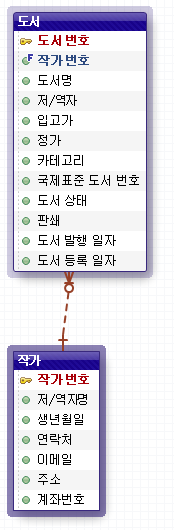 도서
도서번호
F 작가번호
도서명
저/역자
입고가
정가
카테고리
국제표준 도서 번호
도서 상태
판쇄
도서 발행 일자
도서 등록 일자
작가
작가번호
저/역자명
생년월일
연락처
이메일
주소
계좌번호